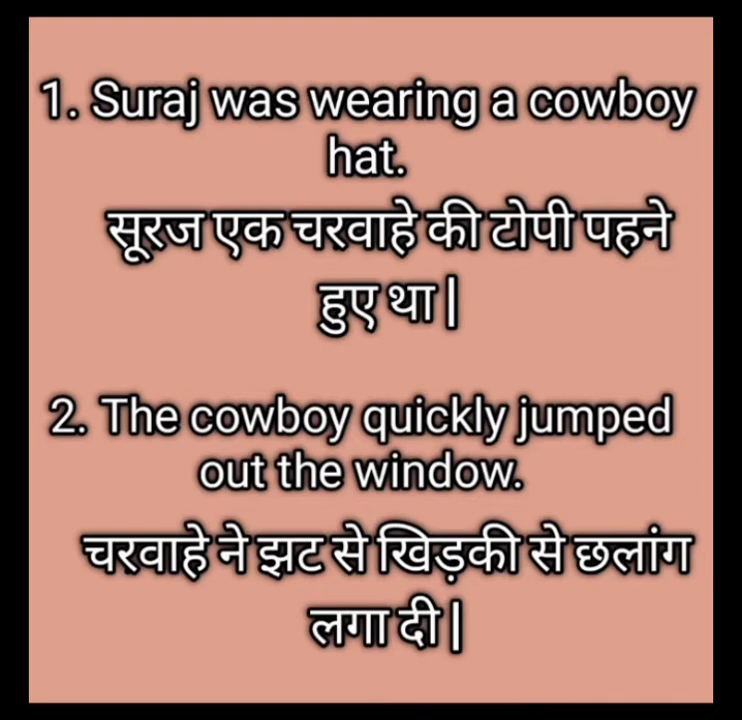 1. Suraj was wearing a cowboy
hat.
सूरज एक चरवाहे की टोपी पहने
हुए था|
2. The cowboy quickly jumped
out the window.
चरवाहे ने झट से खिड़की से छलांग
लगा दी|